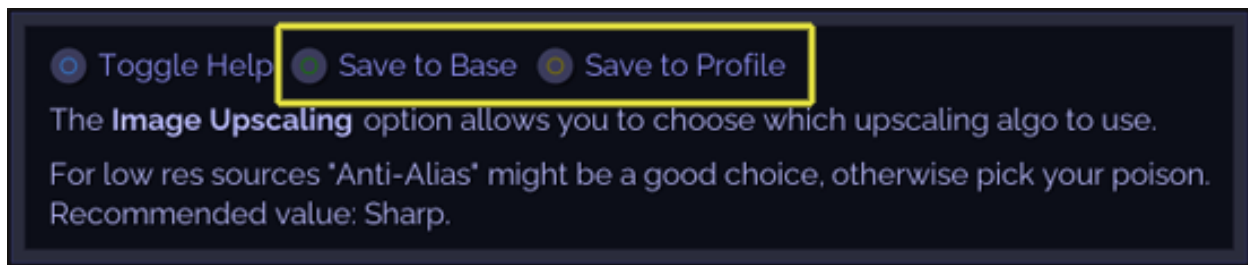 Toggle Help Save to Base Save to Profile
The Image Upscaling option allows you to choose which upscaling algo to use.
For low res sources "Anti-Alias" might be a good choice, otherwise pick your poison.
Recommended value: Sharp.